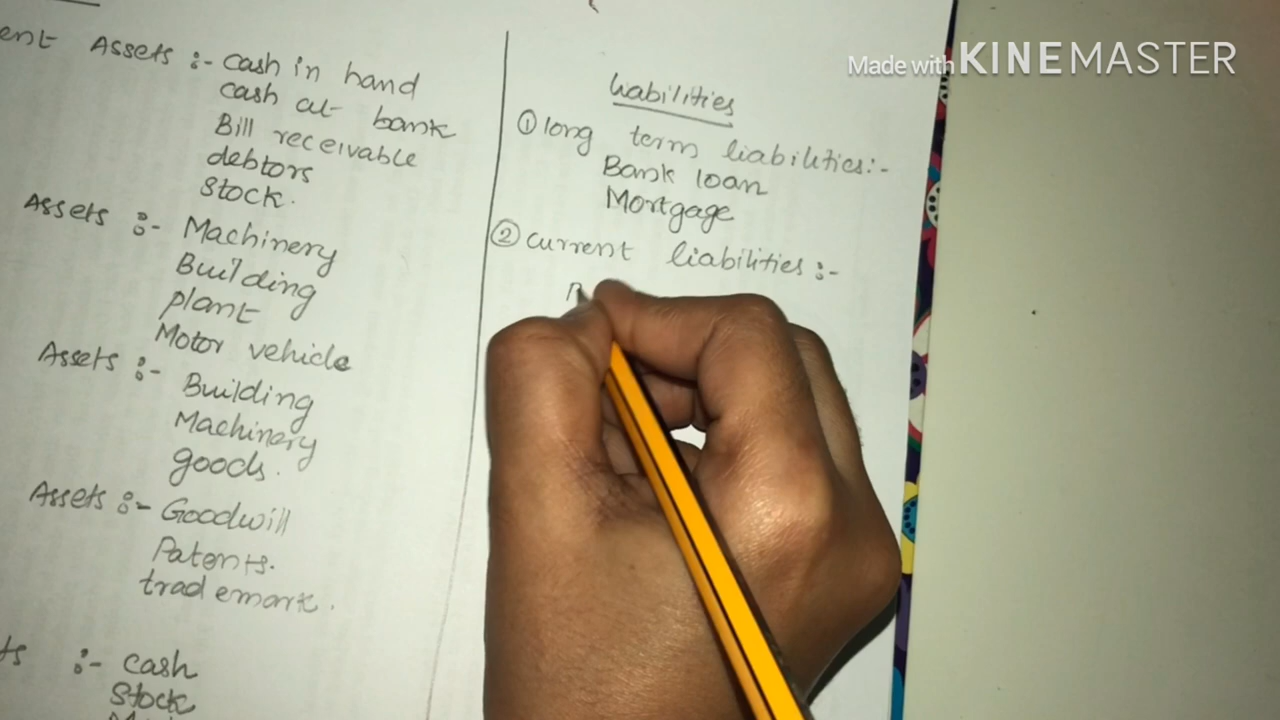 Made with KINEMASTER
ent Assets :- cash in hand
cash at bank
Bill receivable
debtors
Stock.
Assets :- Machinery
Building
plant
Motor vehicle
Assets :- Building
Machinery
goods.
Assets :- Goodwill
Patents.
trademark.
ts :- cash
Stock
Liabilities
① long term liabilities:-
Bank loan
Mortgage
② current liabilities :-